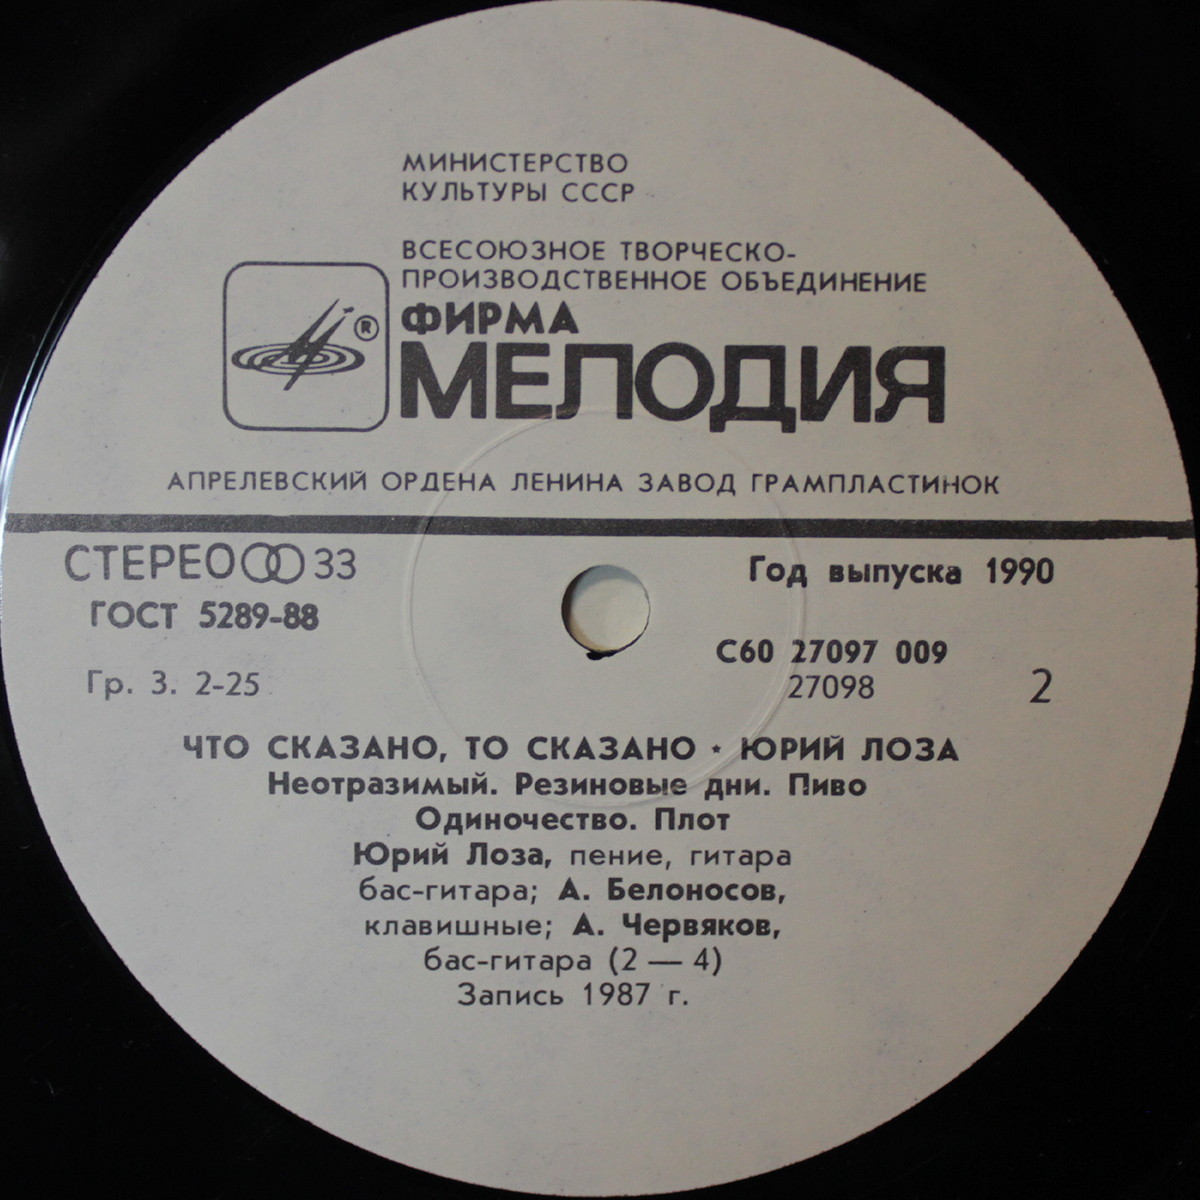 МИНИСТЕРСТВО
КУЛЬТУРЫ СССР
ВСЕСОЮЗНОЕ ТВОРЧЕСКО-
ПРОИЗВОДСТВЕННОЕ ОБЪЕДИНЕНИЕ
ФИРМА
®
МЕЛОДИЯ
АПРЕЛЕВСКИЙ ОРДЕНА ЛЕНИНА ЗАВОД ГРАМПЛАСТИНОК
СТЕРЕО 33
Год выпуска 1990
ГОСТ 5289-88
С60 27097 009
Гр. 3. 2-25
27098
2
ЧТО СКАЗАНО, ТО СКАЗАНО • ЮРИЙ ЛОЗА
Неотразимый. Резиновые дни. Пиво
Одиночество. Плот
Юрий Лоза, пение, гитара
бас-гитара; А. Белоносов,
клавишные; А. Червяков,
бас-гитара (2 — 4)
Запись 1987 г.